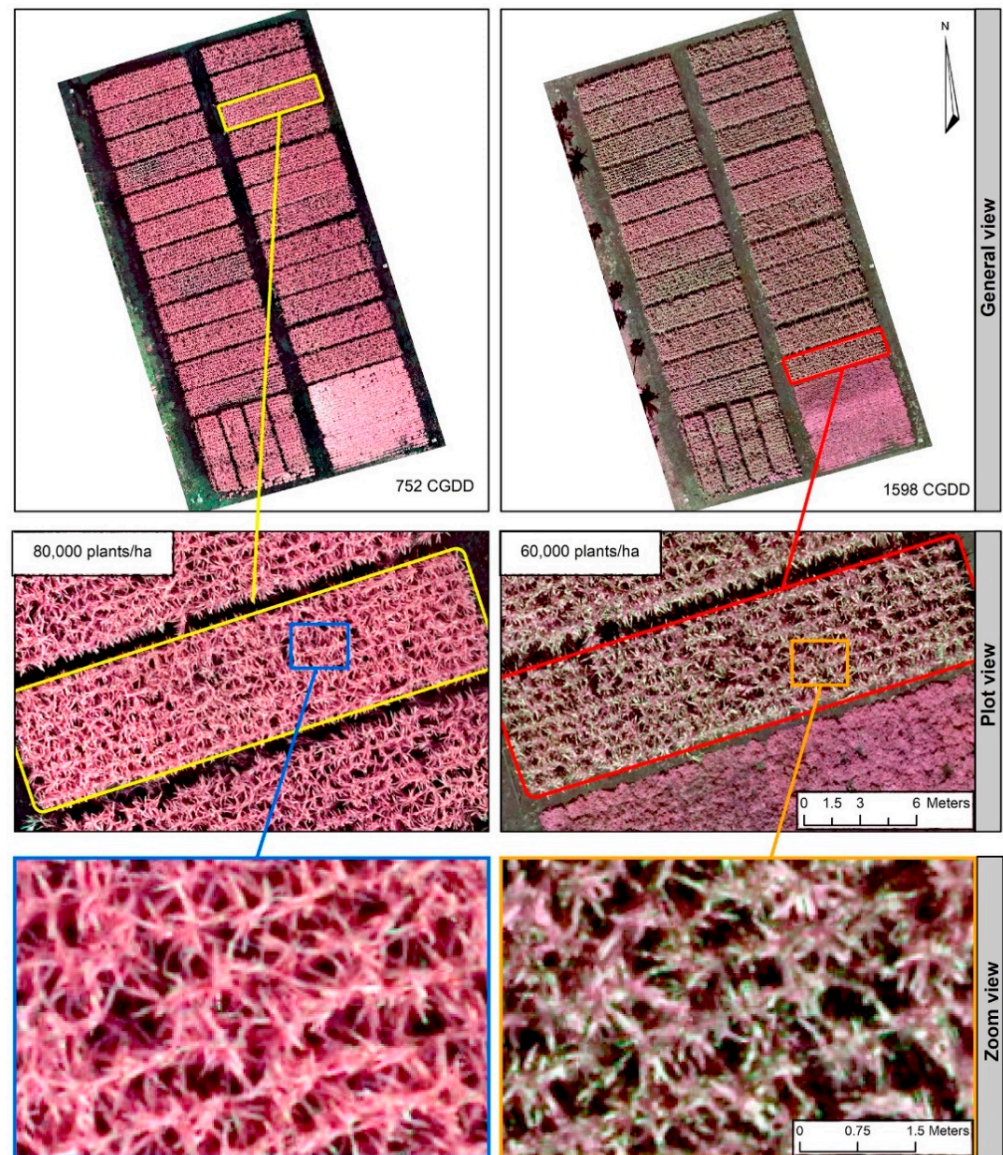 N
752 CGDD
1598 CGDD
General view
80,000 plants/ha
60,000 plants/ha
0 1.5 3 6 Meters
Plot view
0 0.75 1.5 Meters
Zoom view